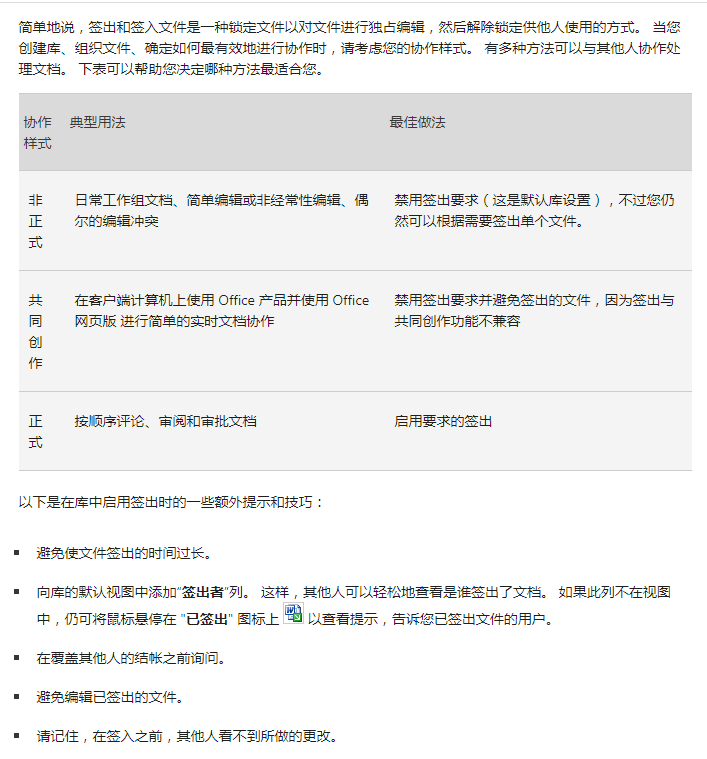 简单地说，签出和签入文件是一种锁定文件以对文件进行独占编辑，然后解除锁定供他人使用的方式。 当您
创建库、组织文件、确定如何最有效地进行协作时，请考虑您的协作样式。 有多种方法可以与其他人协作处
理文档。 下表可以帮助您决定哪种方法最适合您。
协作
样式
典型用法
最佳做法
非
正
式
日常工作组文档、简单编辑或非经常性编辑、偶
尔的编辑冲突
禁用签出要求（这是默认库设置），不过您仍
然可以根据需要签出单个文件。
共
同
创
作
在客户端计算机上使用 Office 产品并使用 Office
网页版 进行简单的实时文档协作
禁用签出要求并避免签出的文件，因为签出与
共同创作功能不兼容
正
式
按顺序评论、审阅和审批文档
启用要求的签出
以下是在库中启用签出时的一些额外提示和技巧：
避免使文件签出的时间过长。
向库的默认视图中添加“签出者”列。 这样，其他人可以轻松地查看是谁签出了文档。 如果此列不在视图
中，仍可将鼠标悬停在 "已签出" 图标上 以查看提示，告诉您已签出文件的用户。
在覆盖其他人的结帐之前询问。
避免编辑已签出的文件。
请记住，在签入之前，其他人看不到所做的更改。